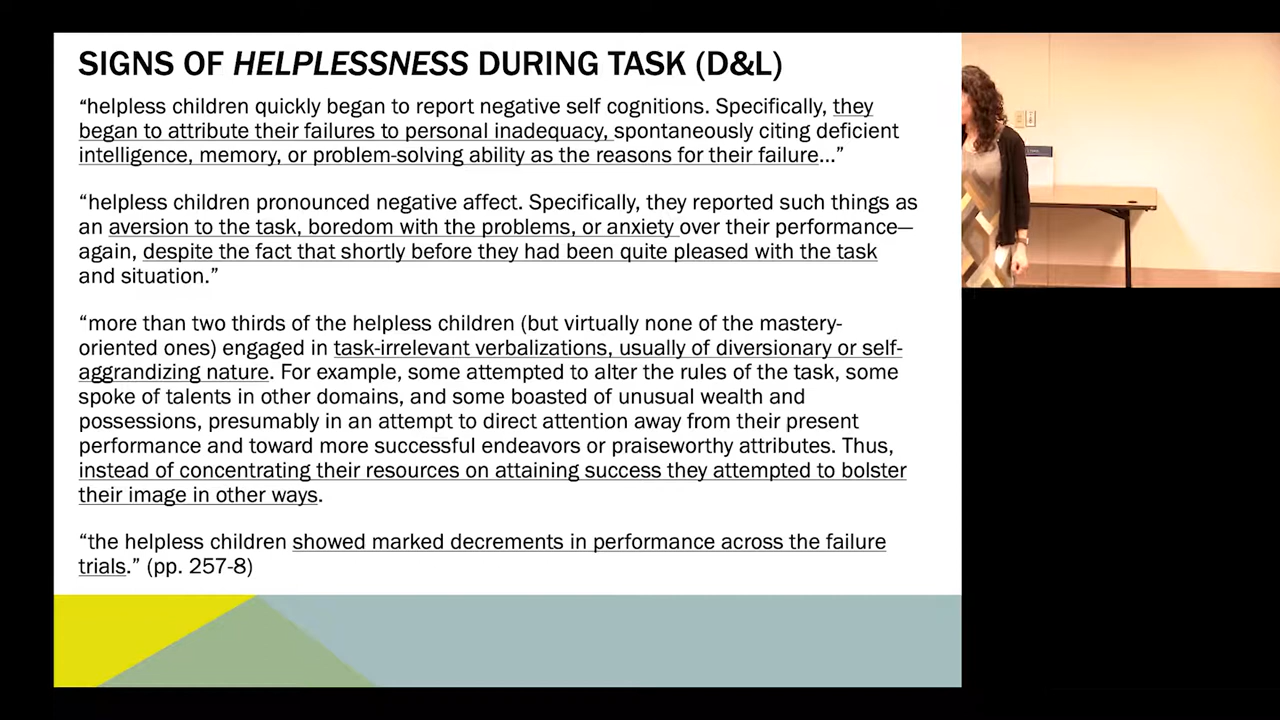 SIGNS OF HELPLESSNESS DURING TASK (D&L)
“helpless children quickly began to report negative self cognitions. Specifically, they
began to attribute their failures to personal inadequacy, spontaneously citing deficient
intelligence, memory, or problem-solving ability as the reasons for their failure...”
“helpless children pronounced negative affect. Specifically, they reported such things as
an aversion to the task, boredom with the problems, or anxiety over their performance—
again, despite the fact that shortly before they had been quite pleased with the task
and situation.”
“more than two thirds of the helpless children (but virtually none of the mastery-
oriented ones) engaged in task-irrelevant verbalizations, usually of diversionary or self-
aggrandizing nature. For example, some attempted to alter the rules of the task, some
spoke of talents in other domains, and some boasted of unusual wealth and
possessions, presumably in an attempt to direct attention away from their present
performance and toward more successful endeavors or praiseworthy attributes. Thus,
instead of concentrating their resources on attaining success they attempted to bolster
their image in other ways.
“the helpless children showed marked decrements in performance across the failure
trials.” (pp. 257-8)